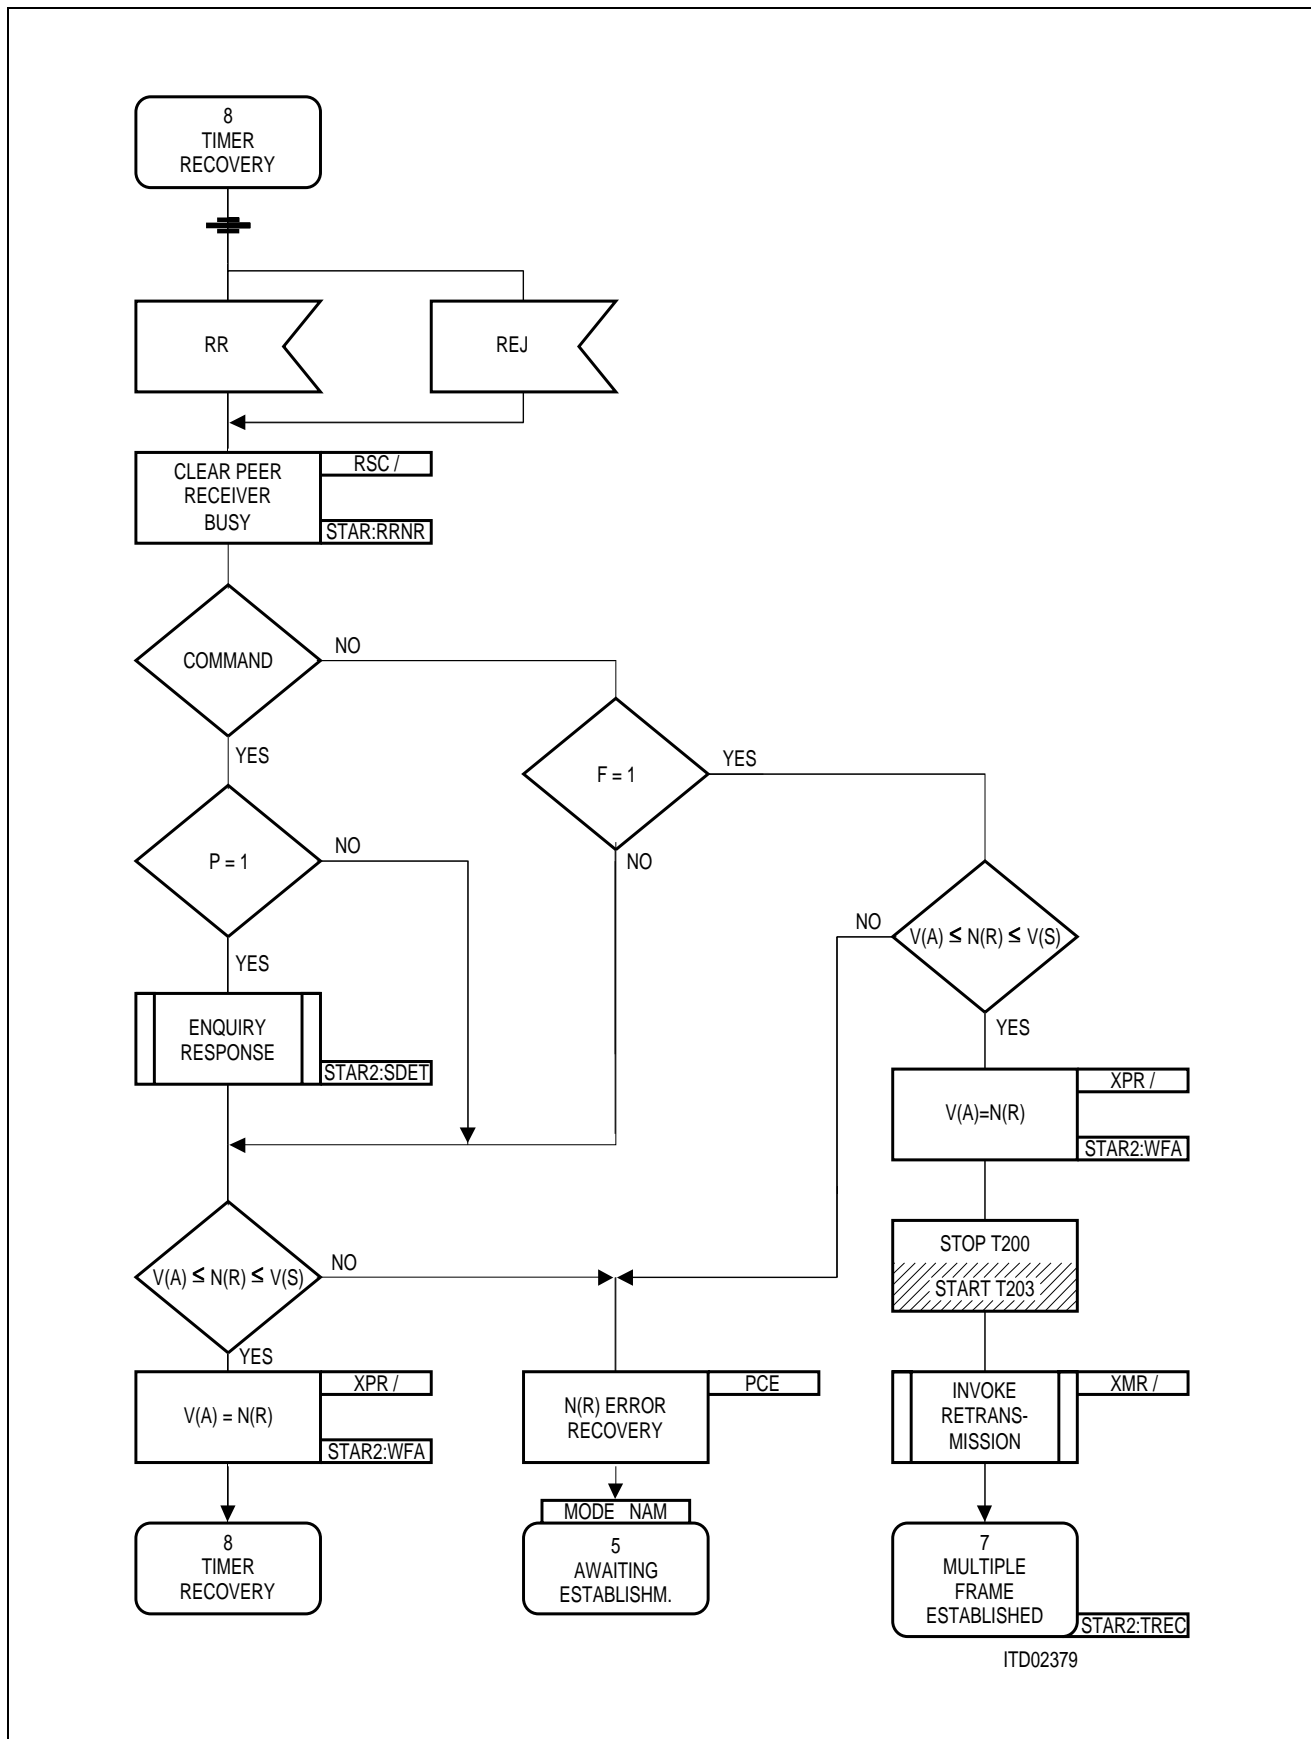 8
TIMER
RECOVERY
RR
REJ
CLEAR PEER
RECEIVER
BUSY
RSC /
STAR:RRNR
COMMAND
NO
YES
F = 1
YES
NO
P = 1
NO
YES
V(A) ≤ N(R) ≤ V(S)
NO
YES
ENQUIRY
RESPONSE
STAR2:SDET
XPR /
V(A)=N(R)
STAR2:WFA
STOP T200
START T203
V(A) ≤ N(R) ≤ V(S)
NO
YES
XPR /
V(A) = N(R)
STAR2:WFA
PCE
N(R) ERROR
RECOVERY
XMR /
INVOKE
RETRANS-
MISSION
8
TIMER
RECOVERY
MODE NAM
5
AWAITING
ESTABLISHM.
7
MULTIPLE
FRAME
ESTABLISHED
STAR2:TREC
ITD02379